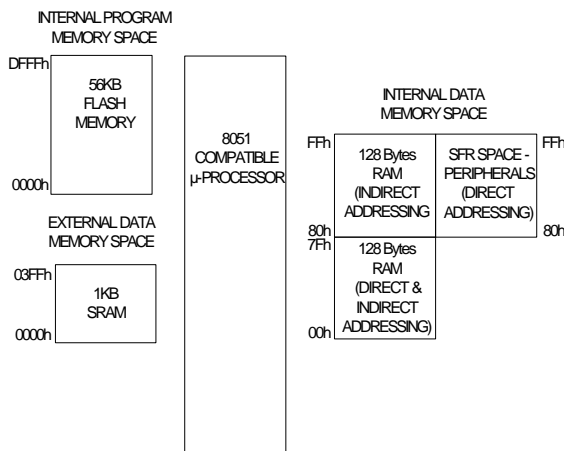 INTERNAL PROGRAM
MEMORY SPACE
DFFFh
56KB
FLASH
MEMORY
0000h
EXTERNAL DATA
MEMORY SPACE
03FFh
1KB
SRAM
0000h
8051
COMPATIBLE
µ-PROCESSOR
INTERNAL DATA
MEMORY SPACE
FFh
128 Bytes
RAM
(INDIRECT
ADDRESSING
80h
SFR SPACE -
PERIPHERALS
(DIRECT
ADDRESSING)
FFh
80h
7Fh
128 Bytes
RAM
(DIRECT &
INDIRECT
ADDRESSING)
00h